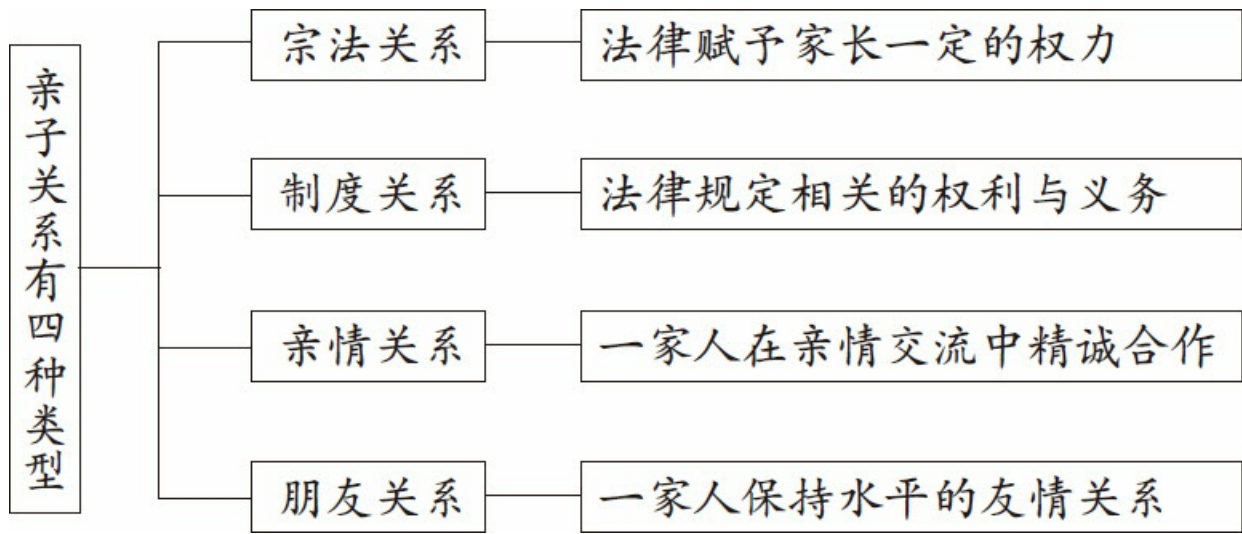 亲子关系有四种类型
宗法关系
法律赋予家长一定的权力
制度关系
法律规定相关的权利与义务
亲情关系
一家人在亲情交流中精诚合作
朋友关系
一家人保持水平的友情关系